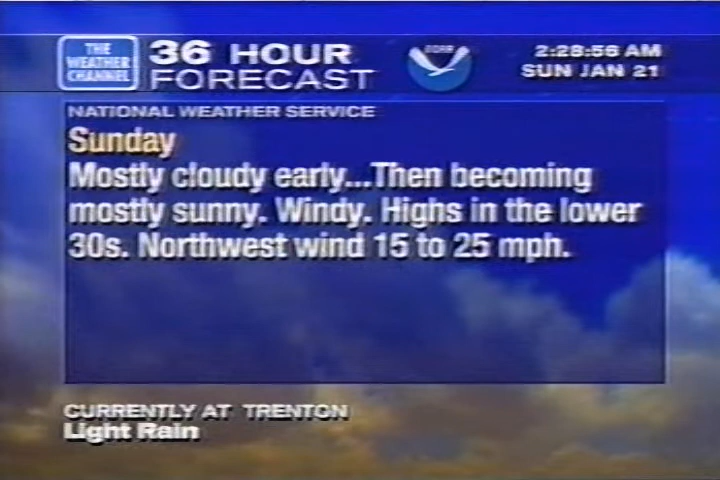 THE
WEATHER
CHANNEL
36 HOUR
FORECAST
NOAA
2:28:56 AM
SUN JAN 21
NATIONAL WEATHER SERVICE
Sunday
Mostly cloudy early...Then becoming
mostly sunny. Windy. Highs in the lower
30s. Northwest wind 15 to 25 mph.
CURRENTLY AT TRENTON
Light Rain